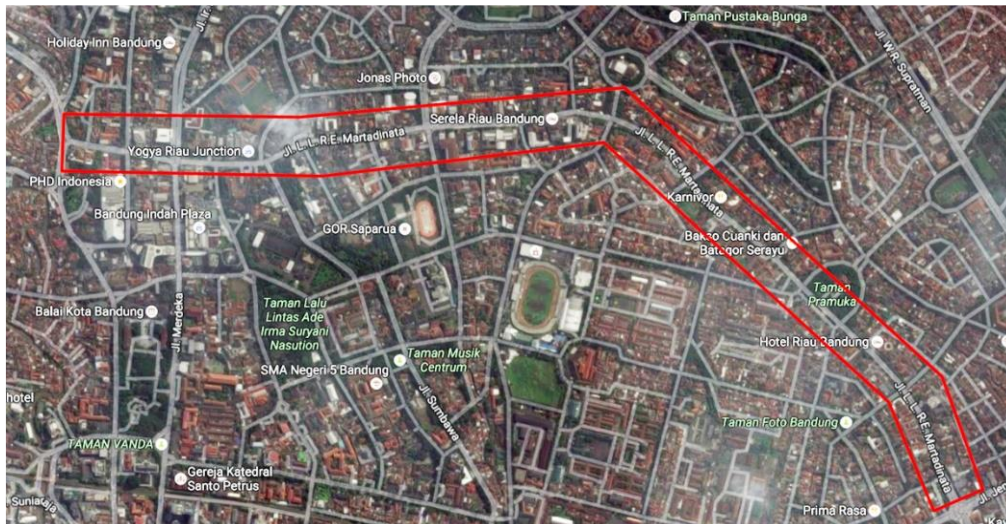 Taman Pustaka Bunga
Holiday Inn Bandung
Jl. W.R. Supratman
Jonas Photo
Serela Riau Bandung
Jl. L. L. R.E. Martadinata
Jl. L. L. R.E. Martadinata
Yogya Riau Junction
PHD Indonesia
Karnivor
Bandung Indah Plaza
GOR Saparua
Bakso Cuanki dan
Batagor Serayu
Taman
Pramuka
Taman Lalu
Lintas Ade
Irma Suryani
Nasution
Balai Kota Bandung
Jl. Merdeka
Hotel Riau Bandung
Taman Musik
Centrum
SMA Negeri 5 Bandung
Jl. Sumbawa
hotel
Jl. L. L. R.E. Martadinata
Taman Foto Bandung
TAMAN VANDA
Gereja Katedral
Santo Petrus
Suniaraja
Prima Rasa